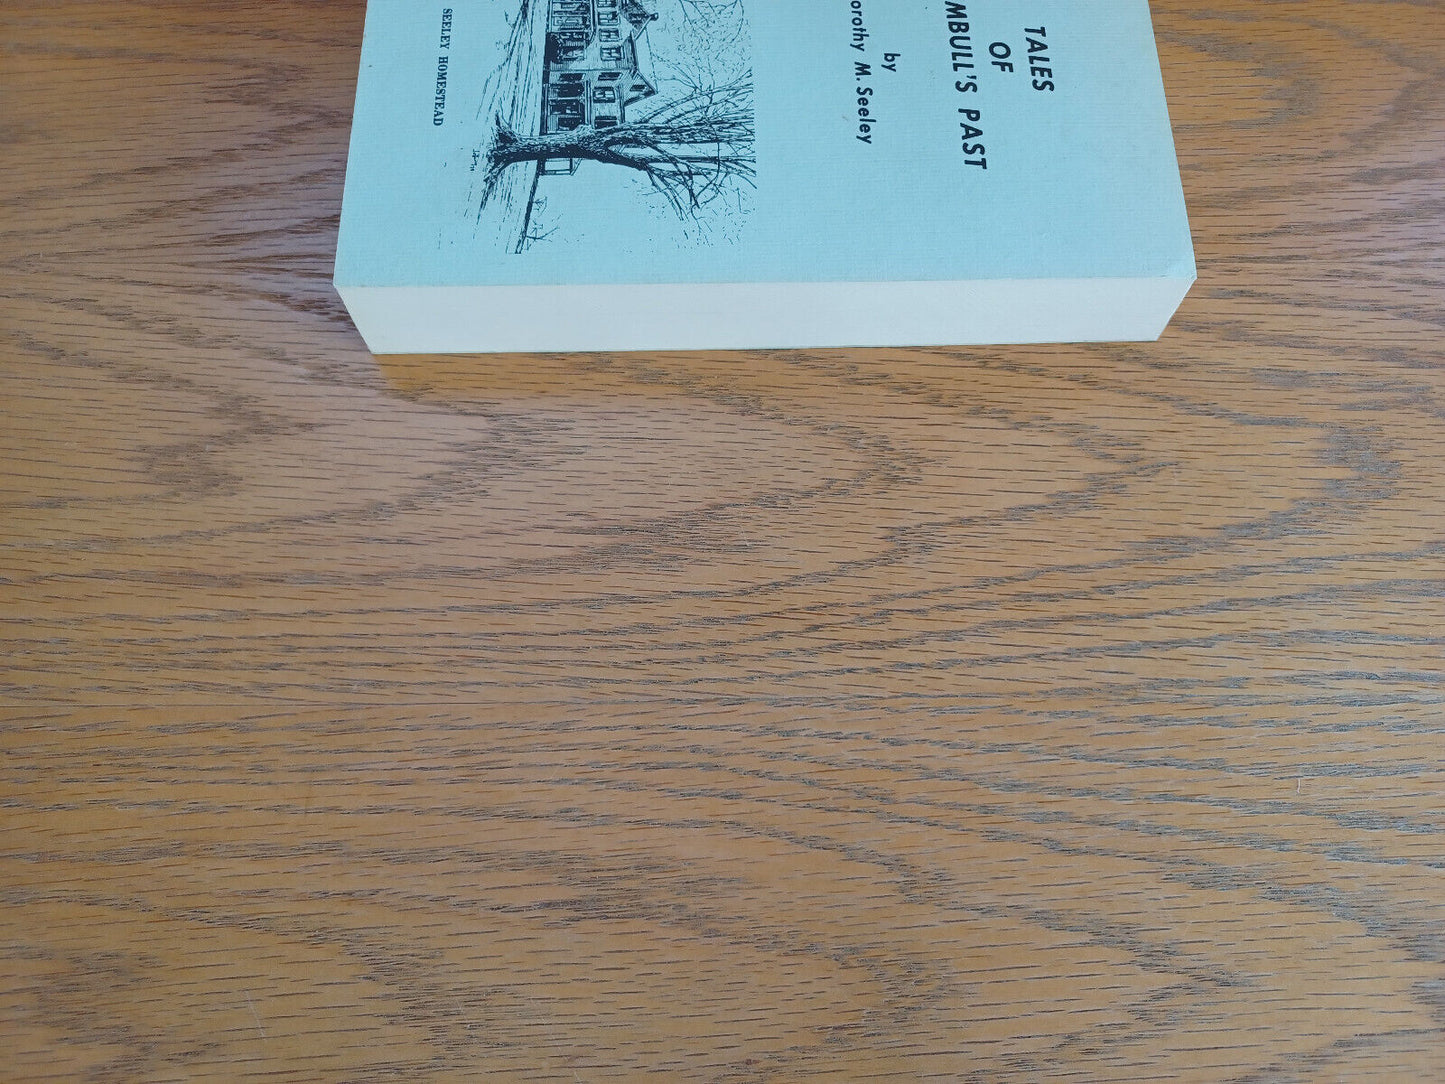 TALES
OF
MBULL'S PAST
by
orothy M. Seeley
SEELEY HOMESTEAD